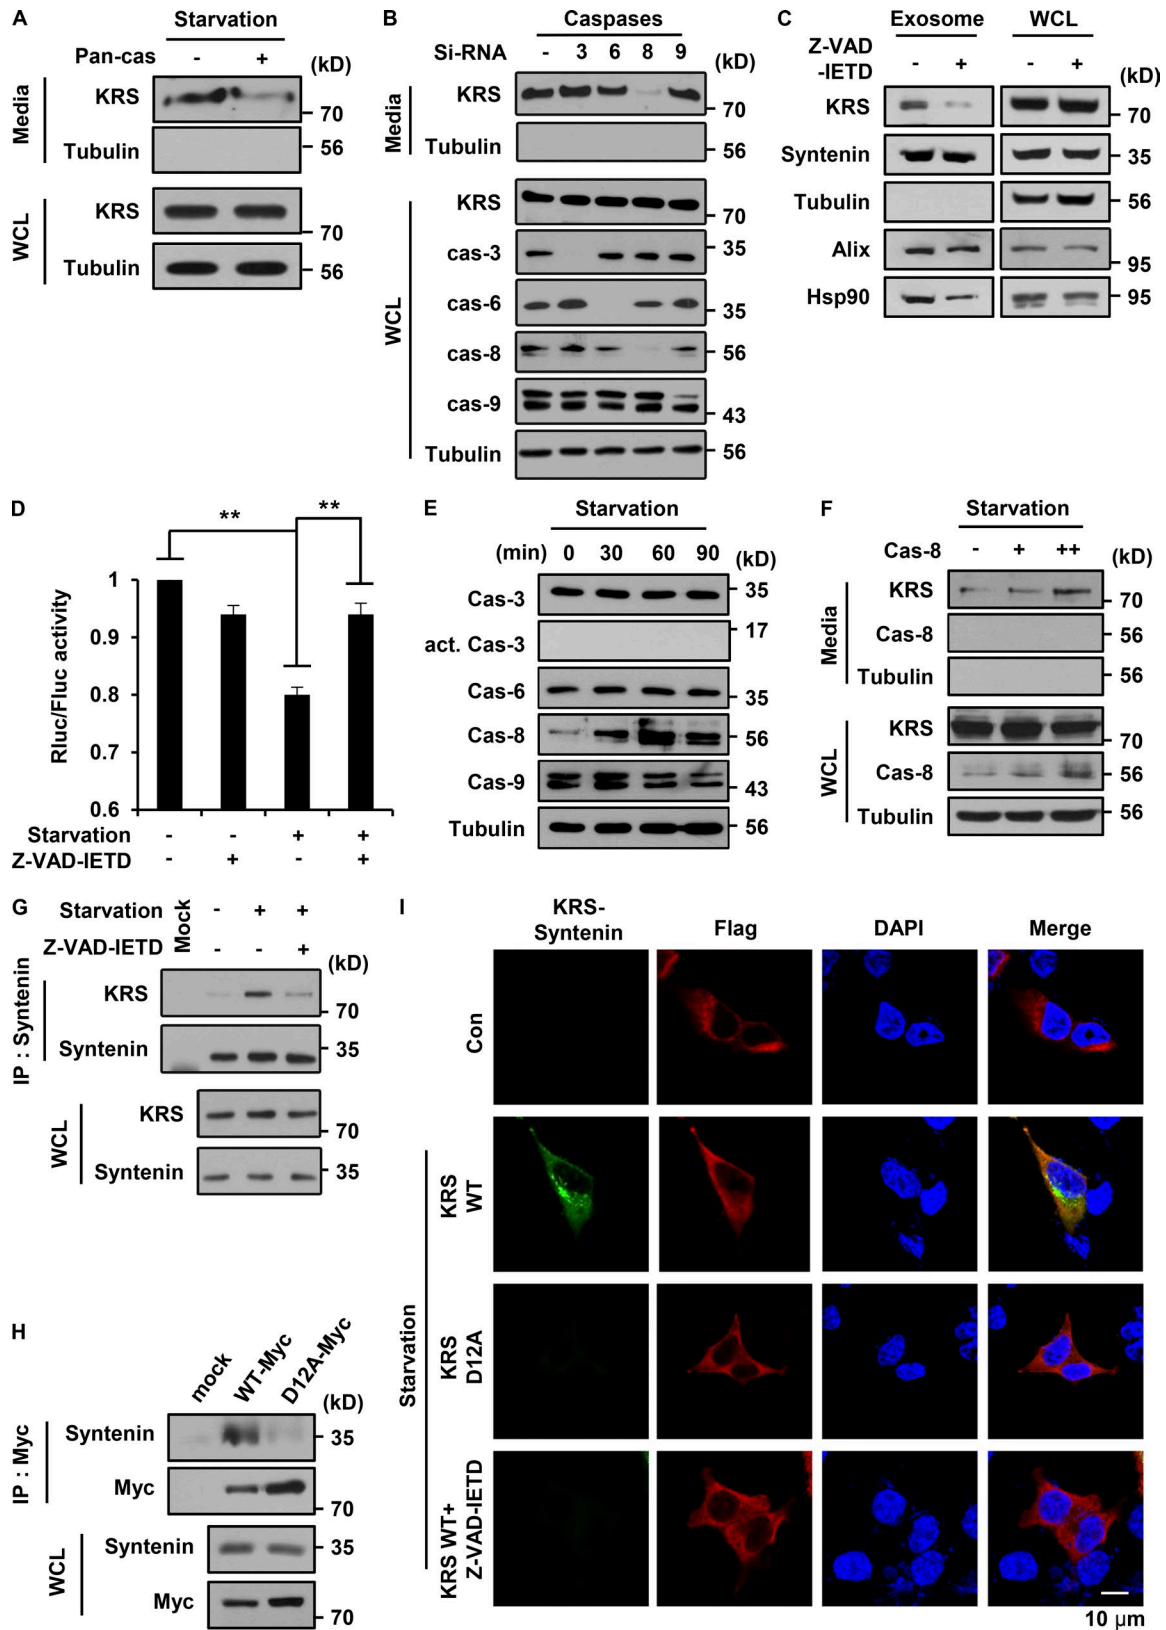 A
Starvation
Pan-cas - +
(kD)
Media
KRS
70
Tubulin
56
WCL
KRS
70
Tubulin
56
B
Caspases
Si-RNA - 3 6 8 9
(kD)
Media
KRS
70
Tubulin
56
WCL
KRS
70
cas-3
35
cas-6
35
cas-8
56
cas-9
43
Tubulin
56
C
Exosome WCL
Z-VAD
-IETD - + - +
(kD)
KRS
70
Syntenin
35
Tubulin
56
Alix
95
Hsp90
95
D
** **
Rluc/Fluc activity
1
0.9
0.8
0.7
0.6
Starvation - - + +
Z-VAD-IETD - + - +
E
Starvation
(min) 0 30 60 90 (kD)
Cas-3
35
act. Cas-3
17
Cas-6
35
Cas-8
56
Cas-9
43
Tubulin
56
F
Starvation
Cas-8 - + ++
(kD)
Media
KRS
70
Cas-8
56
Tubulin
56
WCL
KRS
70
Cas-8
56
Tubulin
56
G
Mock
Starvation - + +
Z-VAD-IETD - - +
(kD)
IP : Syntenin
KRS
70
Syntenin
35
WCL
KRS
70
Syntenin
35
H
mock
WT-Myc
D12A-Myc
(kD)
IP : Myc
Syntenin
35
Myc
70
WCL
Syntenin
35
Myc
70
I
KRS-
Syntenin
Flag
DAPI
Merge
Con
Starvation
KRS
WT
KRS
D12A
KRS WT+
Z-VAD-IETD
10 μm